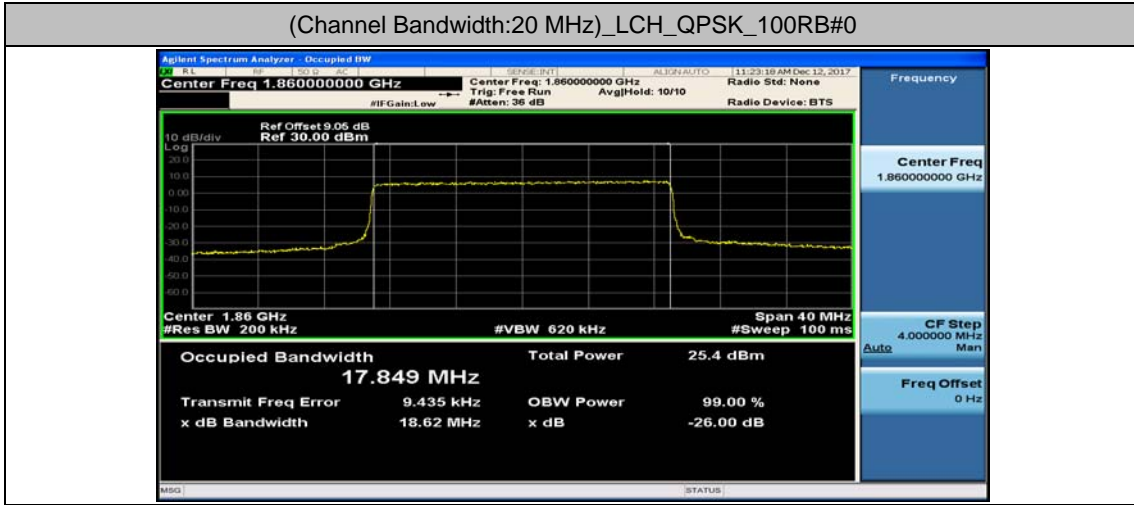 (Channel Bandwidth:20 MHz)_LCH_QPSK_100RB#0
Agilent Spectrum Analyzer - Occupied BW
RL RF 50 Ω AC SENSE:INT ALIGN AUTO 11:23:18 AM Dec 12, 2017
Center Freq 1.860000000 GHz
Center Freq: 1.860000000 GHz
Radio Std: None
Trig: Free Run Avg|Hold: 10/10
#IFGain:Low #Atten: 36 dB Radio Device: BTS
Ref Offset 9.05 dB
10 dB/div Ref 30.00 dBm
Log
20.0
10.0
0.00
-10.0
-20.0
-30.0
-40.0
-50.0
-60.0
Center 1.86 GHz Span 40 MHz
#Res BW 200 kHz #VBW 620 kHz #Sweep 100 ms
Occupied Bandwidth Total Power 25.4 dBm
17.849 MHz
Transmit Freq Error 9.435 kHz OBW Power 99.00 %
x dB Bandwidth 18.62 MHz x dB -26.00 dB
MSG STATUS
Frequency
Center Freq
1.860000000 GHz
CF Step
4.000000 MHz
Auto Man
Freq Offset
0 Hz